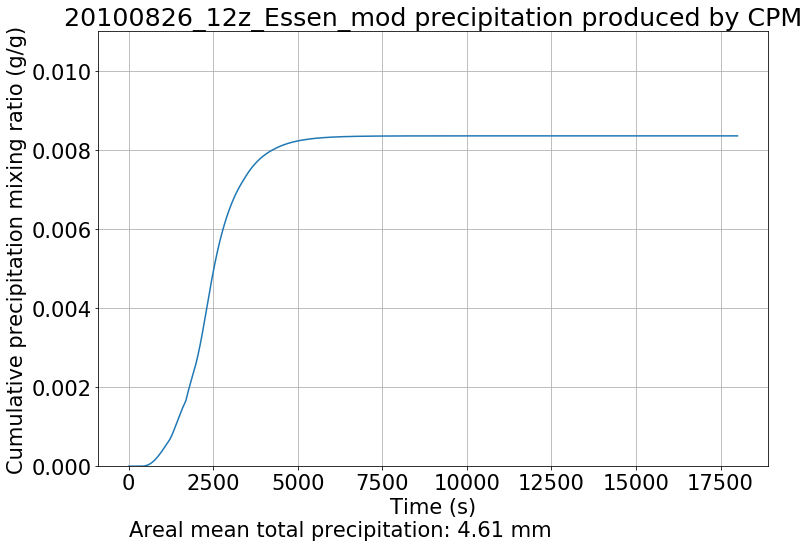 20100826_12z_Essen_mod precipitation produced by CPM
Cumulative precipitation mixing ratio (g/g)
0.010
0.008
0.006
0.004
0.002
0.000
0 2500 5000 7500 10000 12500 15000 17500
Time (s)
Areal mean total precipitation: 4.61 mm